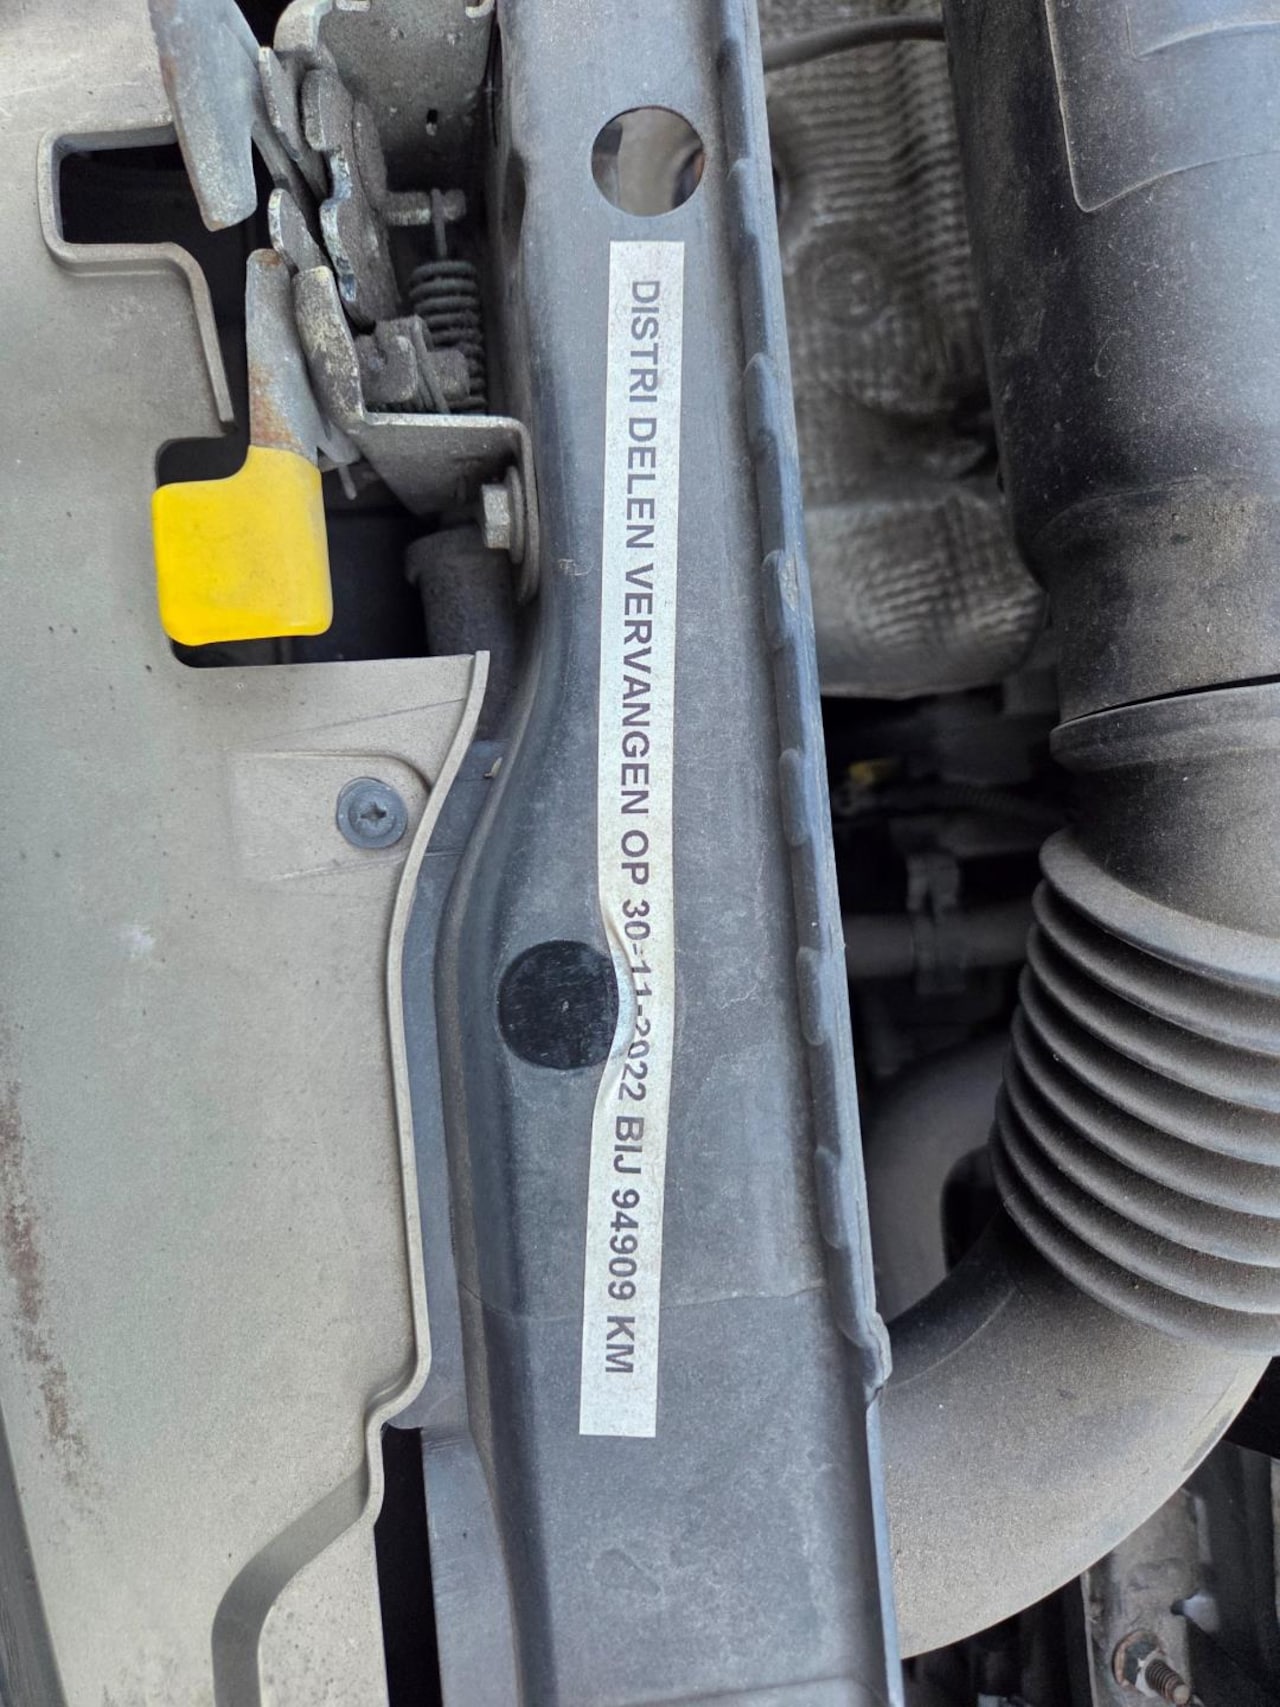 DISTRI DELEN VERVANGEN OP 30-11-2022 BIJ 94909 KM